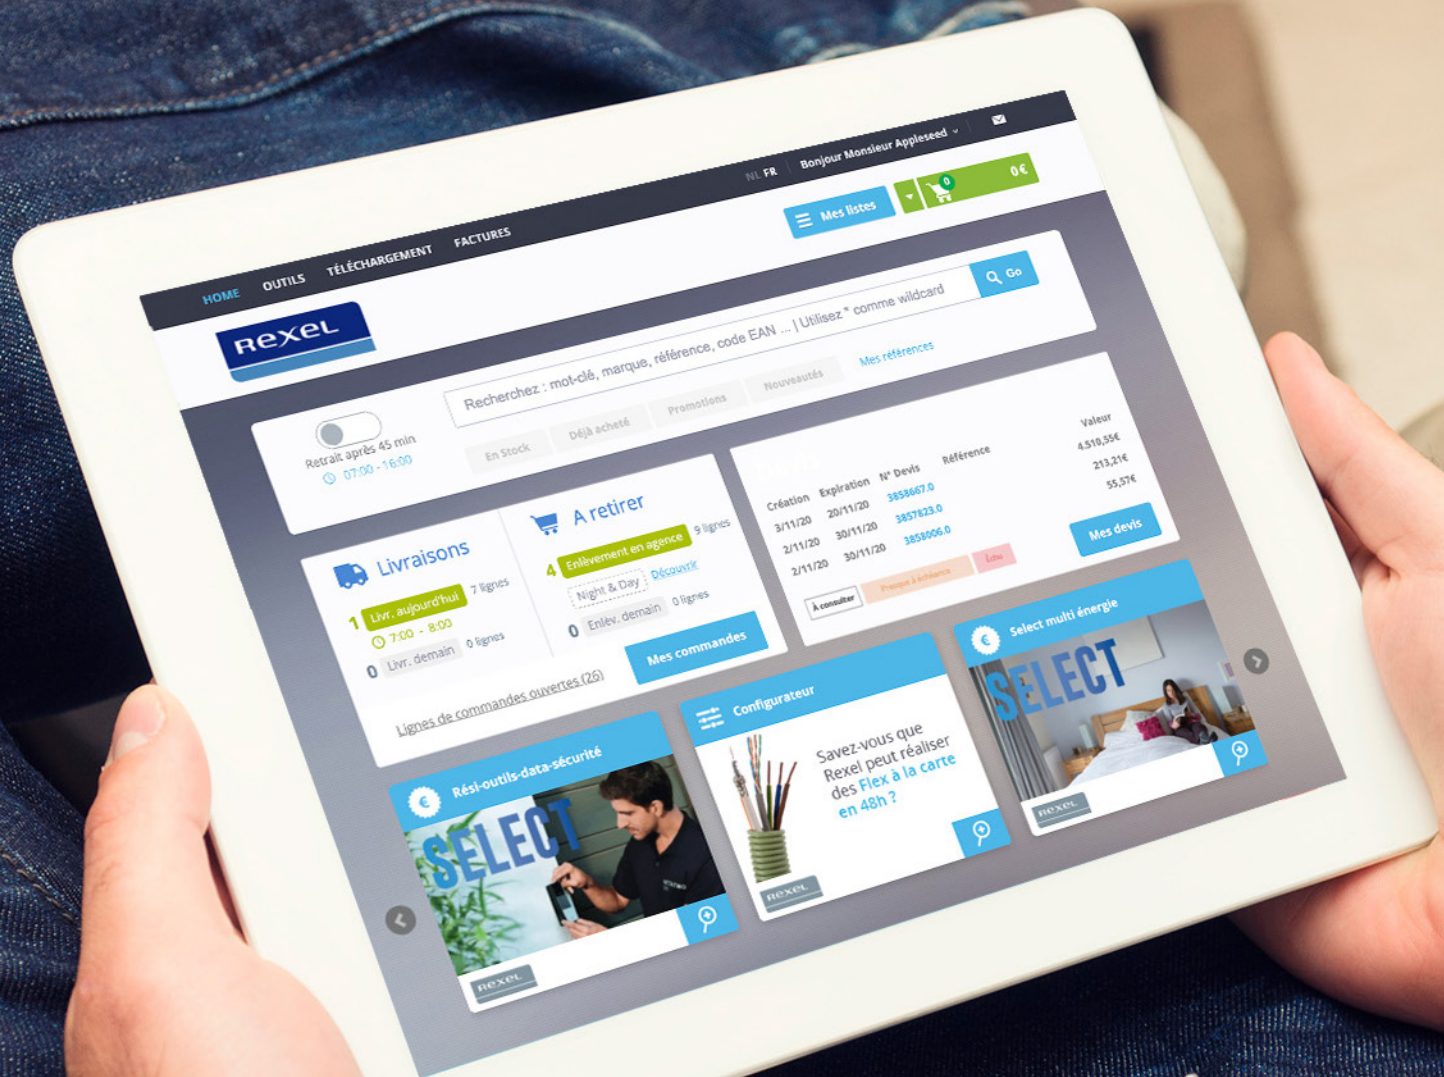 HOME OUTILS TÉLÉCHARGEMENT FACTURES
NL FR Bonjour Monsieur Appleseed
REXEL
Mes listes
0
0€
Retrait après 45 min
07:00 - 16:00
Recherchez : mot-clé, marque, référence, code EAN ... | Utilisez * comme wildcard
Go
En Stock Déjà acheté Promotions Nouveautés Mes références
Livraisons
1 Livr. aujourd'hui 7 lignes
7:00 - 8:00
0 Livr. demain 0 lignes
A retirer
4 Enlèvement en agence 9 lignes
Night & Day Découvrir
0 Enlèv. demain 0 lignes
Lignes de commandes ouvertes (26)
Mes commandes
Création Expiration N° Devis Référence Valeur
3/11/20 20/11/20 3858667.0 4.510,55€
2/11/20 30/11/20 3857823.0 213,21€
2/11/20 30/11/20 3858006.0 55,57€
À consulter Presque à échéance Échu
Mes devis
€ Rési-outils-data-sécurité
SELECT
REXEL
Configurateur
Savez-vous que
Rexel peut réaliser
des Flex à la carte
en 48h ?
REXEL
€ Select multi énergie
SELECT
REXEL